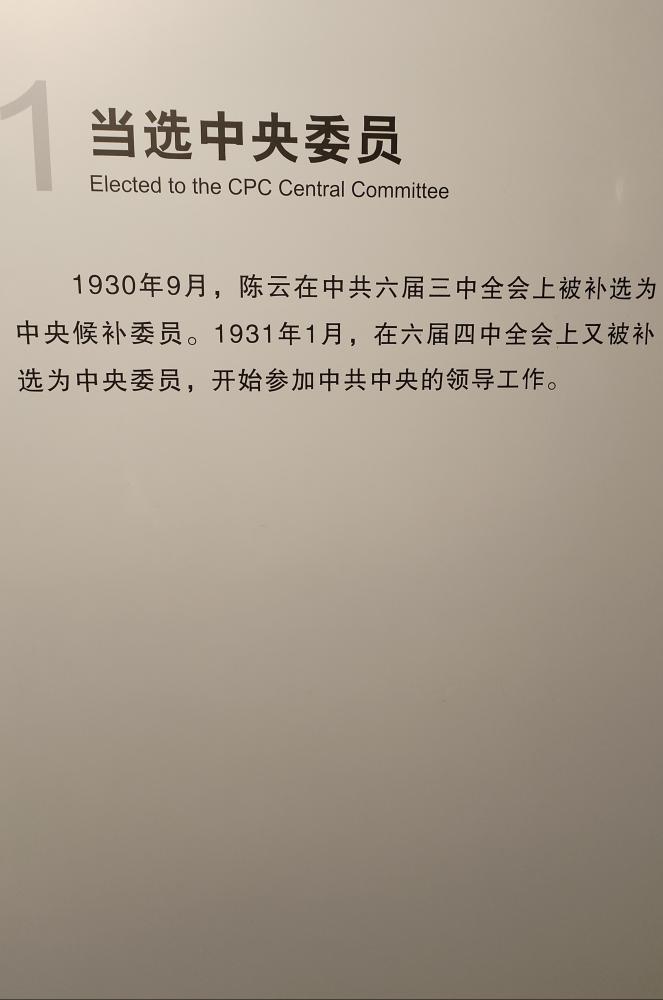 1
当选中央委员
Elected to the CPC Central Committee
1930年9月，陈云在中共六届三中全会上被补选为
中央候补委员。1931年1月，在六届四中全会上又被补
选为中央委员，开始参加中共中央的领导工作。